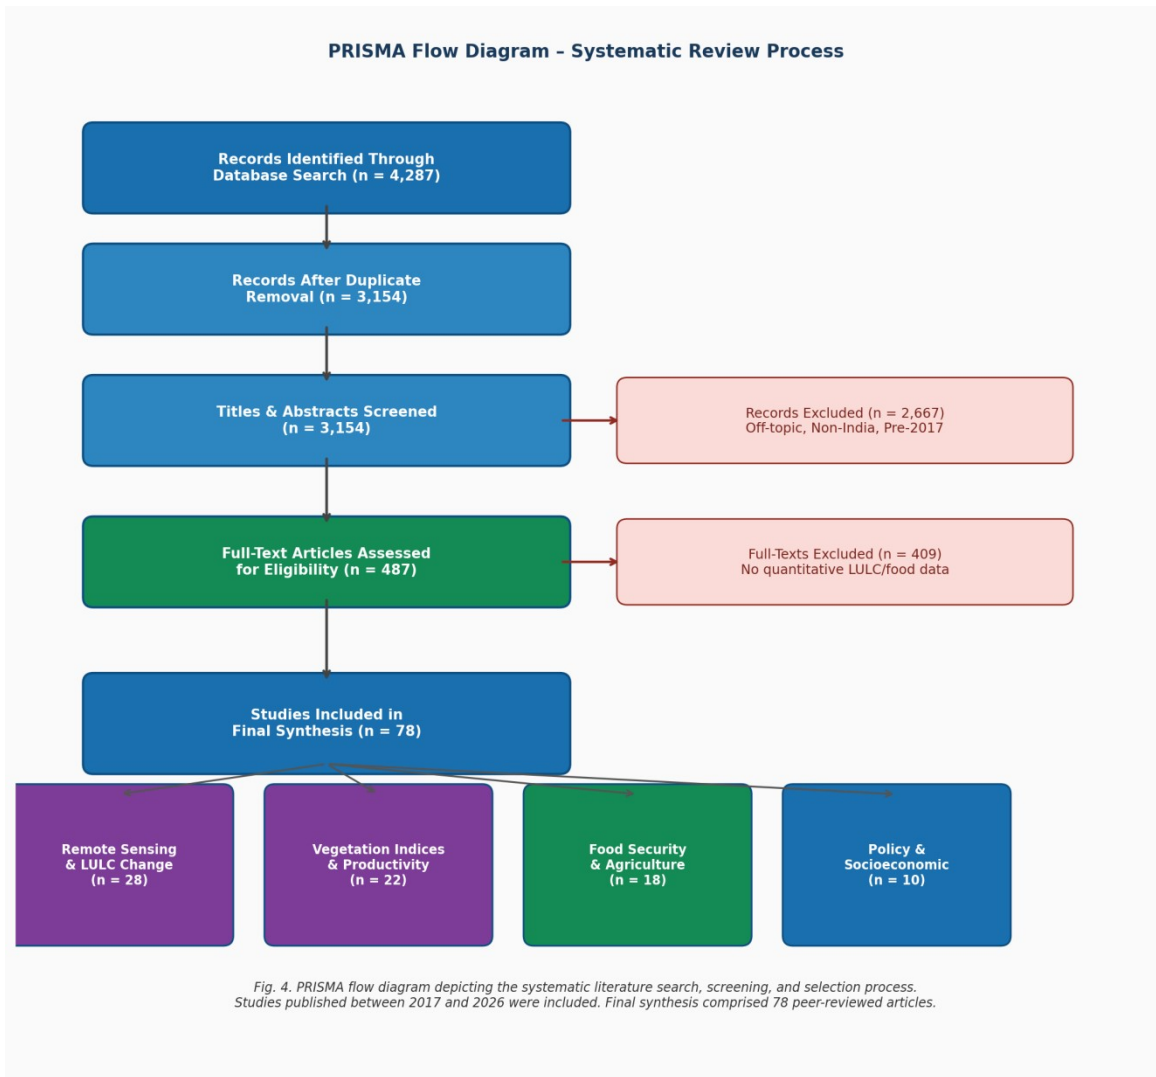 PRISMA Flow Diagram – Systematic Review Process
Records Identified Through
Database Search (n = 4,287)
Records After Duplicate
Removal (n = 3,154)
Titles & Abstracts Screened
(n = 3,154)
Records Excluded (n = 2,667)
Off-topic, Non-India, Pre-2017
Full-Text Articles Assessed
for Eligibility (n = 487)
Full-Texts Excluded (n = 409)
No quantitative LULC/food data
Studies Included in
Final Synthesis (n = 78)
Remote Sensing
& LULC Change
(n = 28)
Vegetation Indices
& Productivity
(n = 22)
Food Security
& Agriculture
(n = 18)
Policy &
Socioeconomic
(n = 10)
Fig. 4. PRISMA flow diagram depicting the systematic literature search, screening, and selection process.
Studies published between 2017 and 2026 were included. Final synthesis comprised 78 peer-reviewed articles.